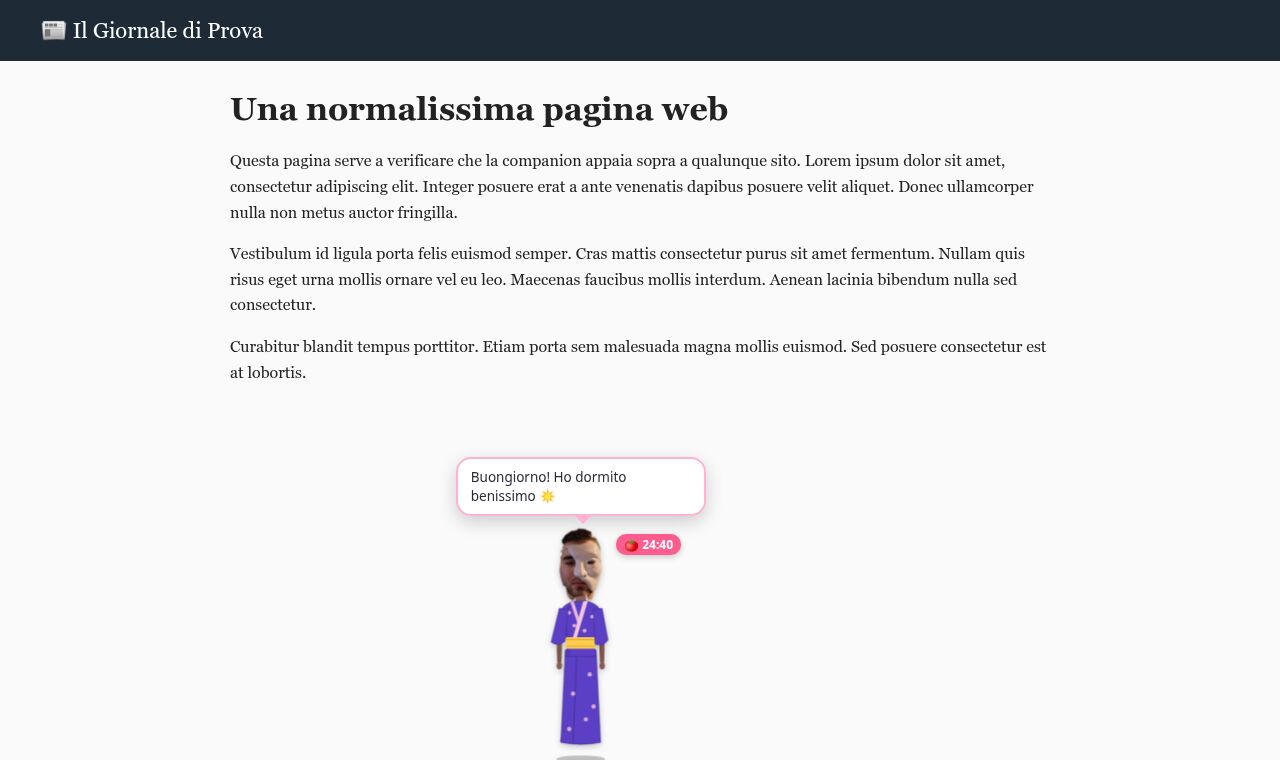 📰 Il Giornale di Prova
Una normalissima pagina web
Questa pagina serve a verificare che la companion appaia sopra a qualunque sito. Lorem ipsum dolor sit amet,
consectetur adipiscing elit. Integer posuere erat a ante venenatis dapibus posuere velit aliquet. Donec ullamcorper
nulla non metus auctor fringilla.
Vestibulum id ligula porta felis euismod semper. Cras mattis consectetur purus sit amet fermentum. Nullam quis
risus eget urna mollis ornare vel eu leo. Maecenas faucibus mollis interdum. Aenean lacinia bibendum nulla sed
consectetur.
Curabitur blandit tempus porttitor. Etiam porta sem malesuada magna mollis euismod. Sed posuere consectetur est
at lobortis.
Buongiorno! Ho dormito
benissimo ☀️
🍅 24:40